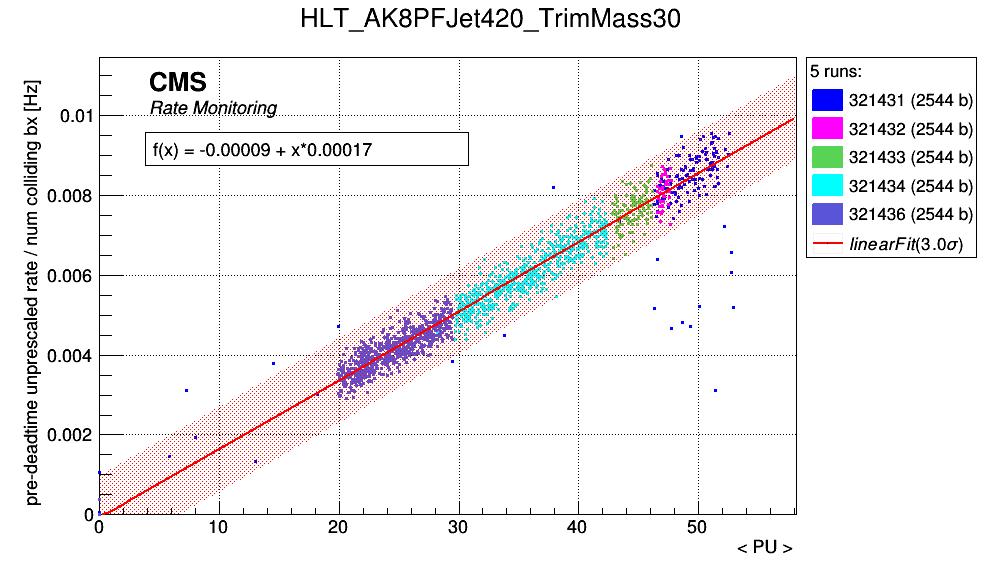 HLT_AK8PFJet420_TrimMass30
CMS
Rate Monitoring
f(x) = -0.00009 + x*0.00017
pre-deadtime unprescaled rate / num colliding bx [Hz]
0.01
0.008
0.006
0.004
0.002
0
0
10
20
30
40
50
< PU >
5 runs:
321431 (2544 b)
321432 (2544 b)
321433 (2544 b)
321434 (2544 b)
321436 (2544 b)
linearFit(3.0σ)